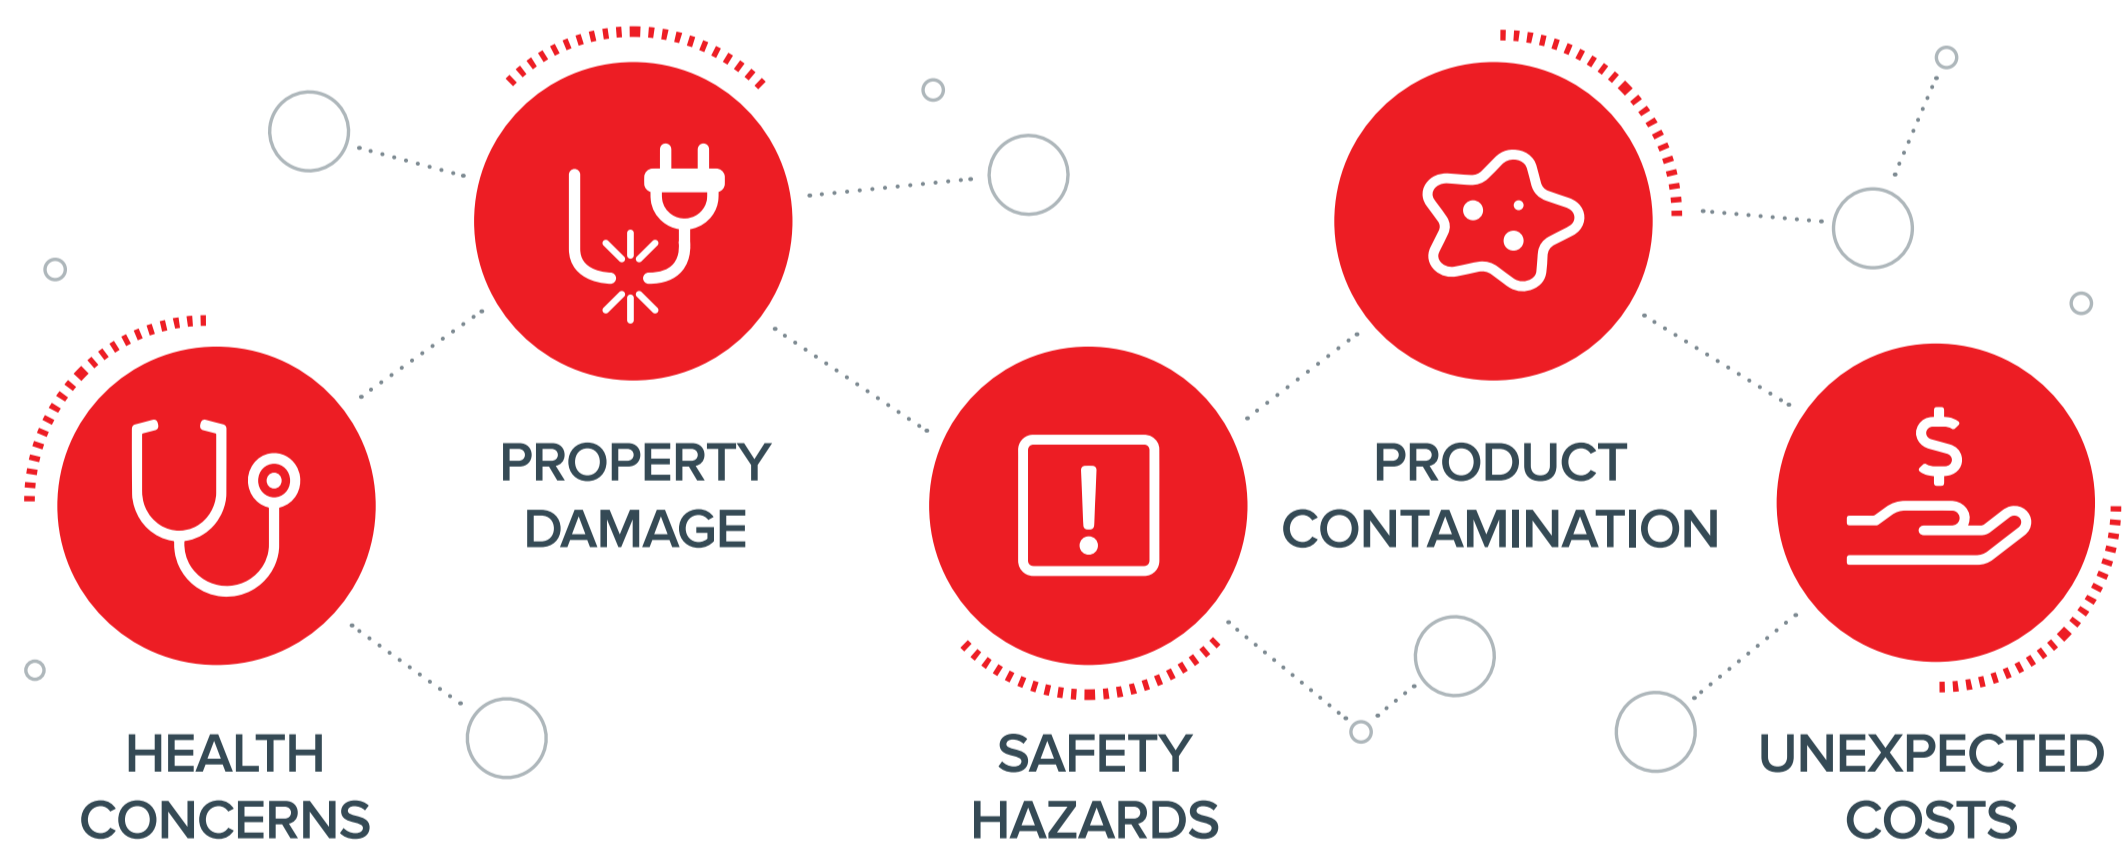 HEALTH
CONCERNS
PROPERTY
DAMAGE
SAFETY
HAZARDS
PRODUCT
CONTAMINATION
$
UNEXPECTED
COSTS